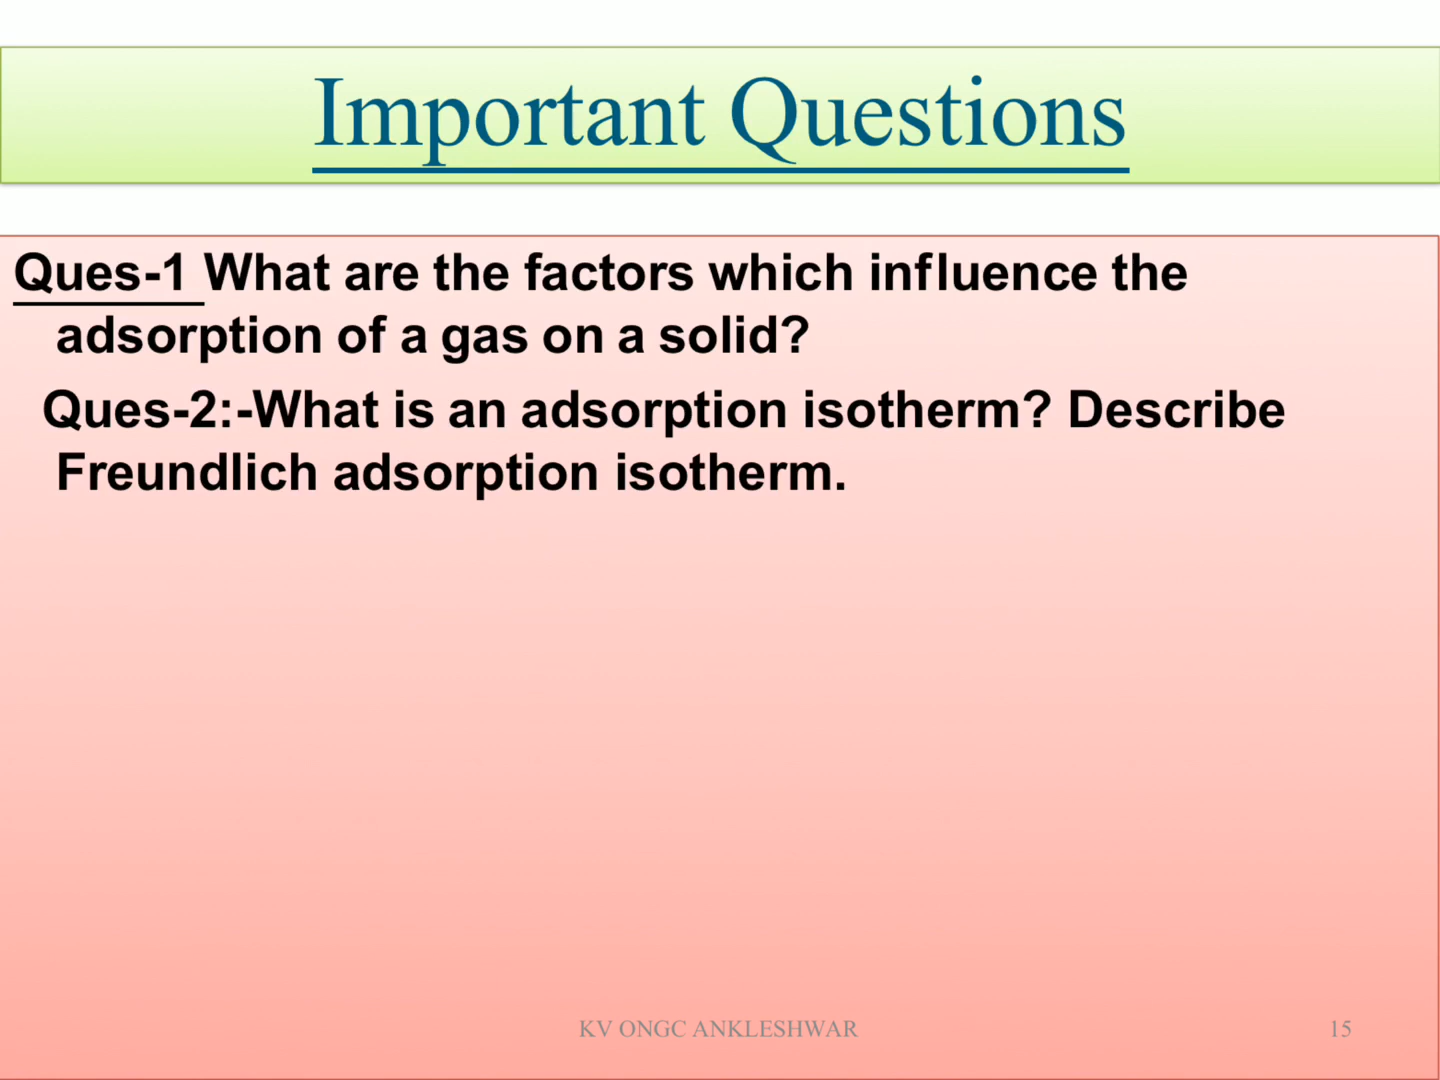 Important Questions
Ques-1 What are the factors which influence the
adsorption of a gas on a solid?
Ques-2:-What is an adsorption isotherm? Describe
Freundlich adsorption isotherm.
KV ONGC ANKLESHWAR
15